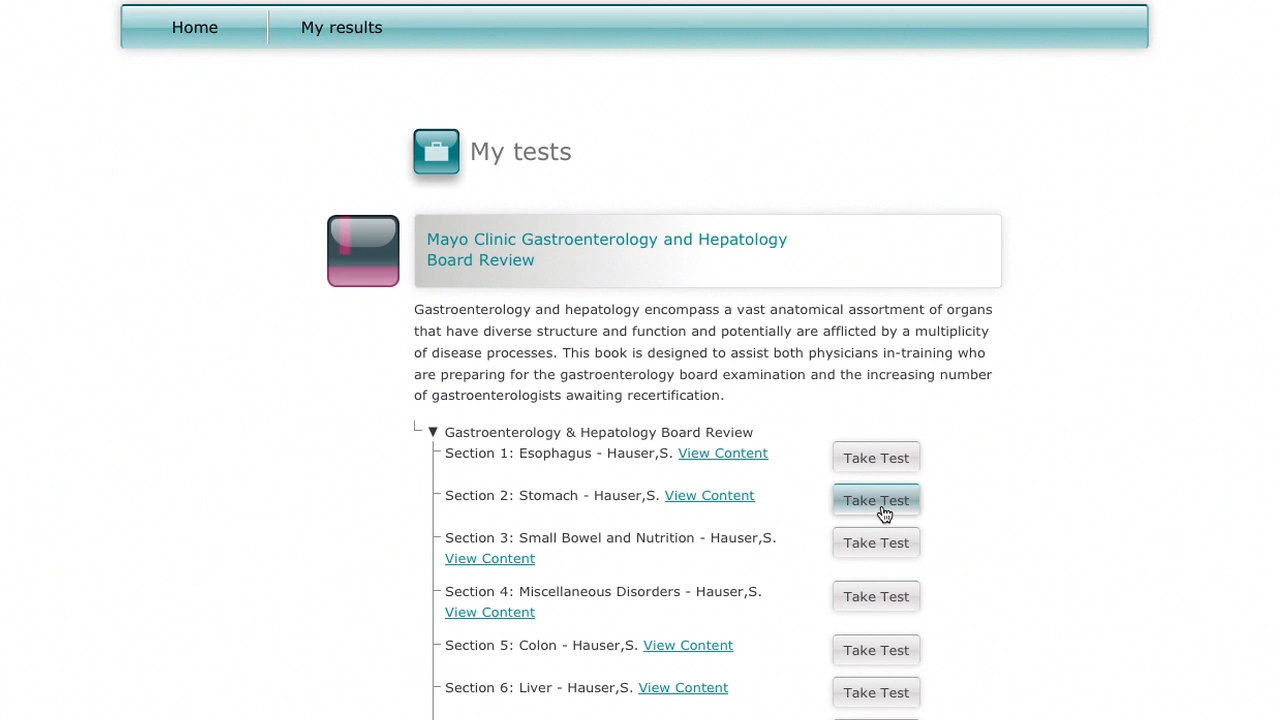 Home
My results
My tests
Mayo Clinic Gastroenterology and Hepatology
Board Review
Gastroenterology and hepatology encompass a vast anatomical assortment of organs
that have diverse structure and function and potentially are afflicted by a multiplicity
of disease processes. This book is designed to assist both physicians in-training who
are preparing for the gastroenterology board examination and the increasing number
of gastroenterologists awaiting recertification.
Gastroenterology & Hepatology Board Review
Section 1: Esophagus - Hauser,S. View Content
Take Test
Section 2: Stomach - Hauser,S. View Content
Take Test
Section 3: Small Bowel and Nutrition - Hauser,S.
View Content
Take Test
Section 4: Miscellaneous Disorders - Hauser,S.
View Content
Take Test
Section 5: Colon - Hauser,S. View Content
Take Test
Section 6: Liver - Hauser,S. View Content
Take Test